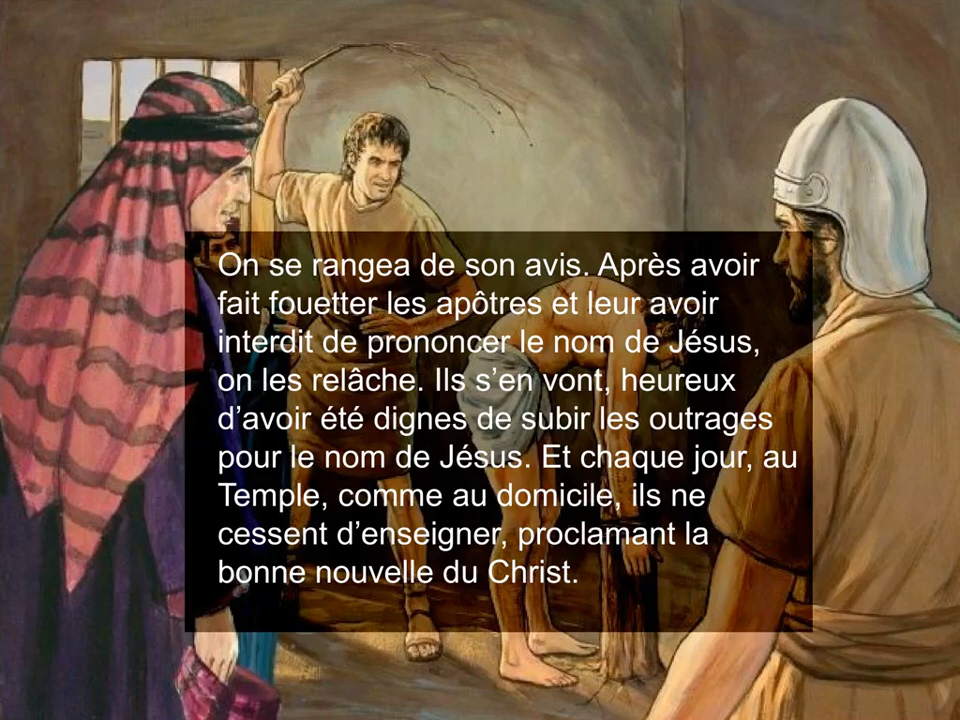 On se rangea de son avis. Après avoir
fait fouetter les apôtres et leur avoir
interdit de prononcer le nom de Jésus,
on les relâche. Ils s’en vont, heureux
d’avoir été dignes de subir les outrages
pour le nom de Jésus. Et chaque jour, au
Temple, comme au domicile, ils ne
cessent d’enseigner, proclamant la
bonne nouvelle du Christ.